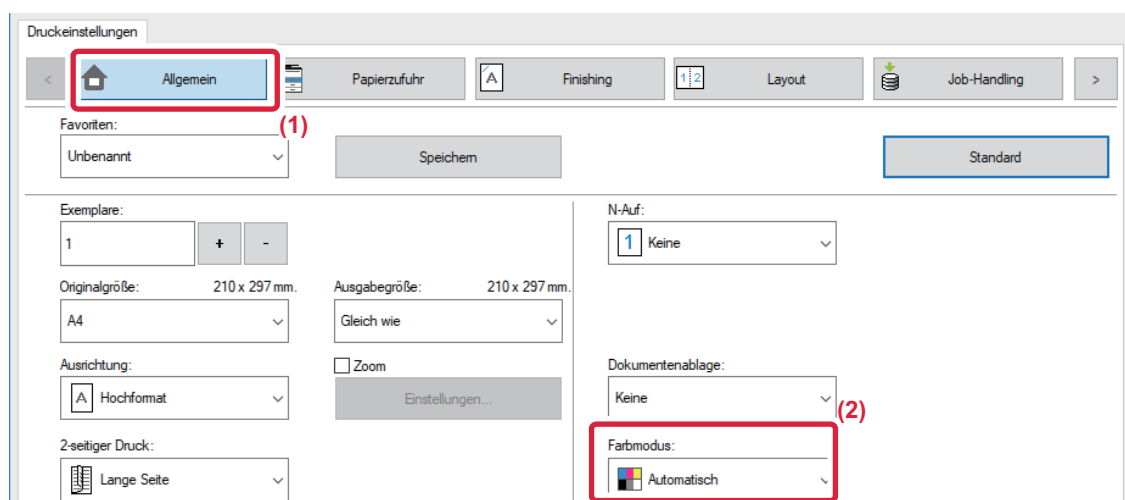 Druckeinstellungen
< Allgemein Papierzufuhr A Finishing 1 2 Layout Job-Handling >
(1)
Favoriten:
Unbenannt Speichern Standard
Exemplare: N-Auf:
1 + - 1 Keine
Originalgröße: 210 x 297 mm. Ausgabegröße: 210 x 297 mm.
A4 Gleich wie
Ausrichtung: Zoom Dokumentenablage:
A Hochformat Einstellungen... Keine
(2)
2-seitiger Druck: Farbmodus:
Lange Seite Automatisch